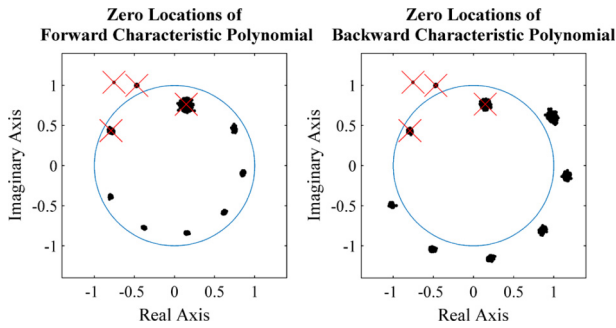 Zero Locations of
Forward Characteristic Polynomial
1
0.5
0
-0.5
-1
Imaginary Axis
-1 -0.5 0 0.5 1
Real Axis
Zero Locations of
Backward Characteristic Polynomial
1
0.5
0
-0.5
-1
Imaginary Axis
-1 -0.5 0 0.5 1
Real Axis